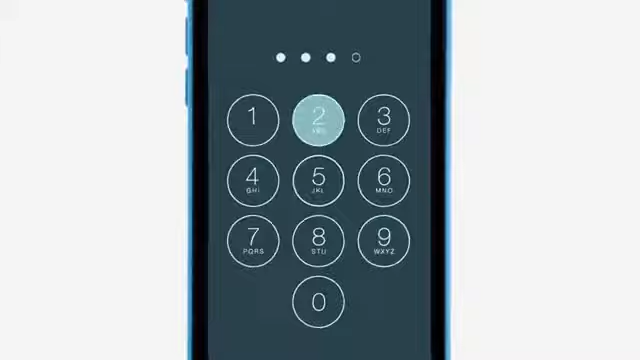 1 2 3
ABC DEF
4 5 6
GHI JKL MNO
7 8 9
PQRS TUV WXYZ
0